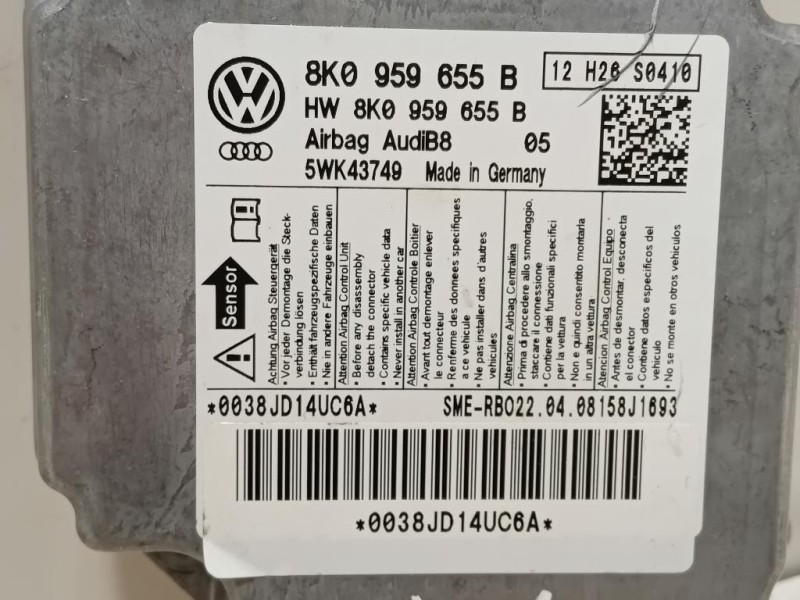 8K0 959 655 B
12 H26 S0410
HW 8K0 959 655 B
Airbag AudiB8 05
5WK43749 Made in Germany
Sensor
Achtung Airbag Steuergerät
• Vor jeder Demontage die Steck-
verbindung lösen
• Enthält fahrzeugspezifische Daten
• Nie in andere Fahrzeuge einbauen
Attention Airbag Control Unit
• Before any disassembly
detach the connector
• Contains specific vehicle data
• Never install in another car
Attention Airbag Controle Boitier
• Avant tout demontage enlever
le connecteur
• Renferme des donnees specifiques
a ce vehicule
• Ne pas installer dans d'autres
vehicules
Attenzione Airbag Centralina
• Prima di procedere allo smontaggio,
staccare il connessione
• Contiene dati funzionali specifici
per la vettura
• Non e quindi consentito montarla
in un altra vettura
Atencion Airbag Control Equipo
• Antes de desmontar, desconecta
el conector
• Contiene datos especificos del
vehiculo
• No se monte en otros vehiculos
*0038JD14UC6A* SME-RBO22.04.08158J1693
*0038JD14UC6A*